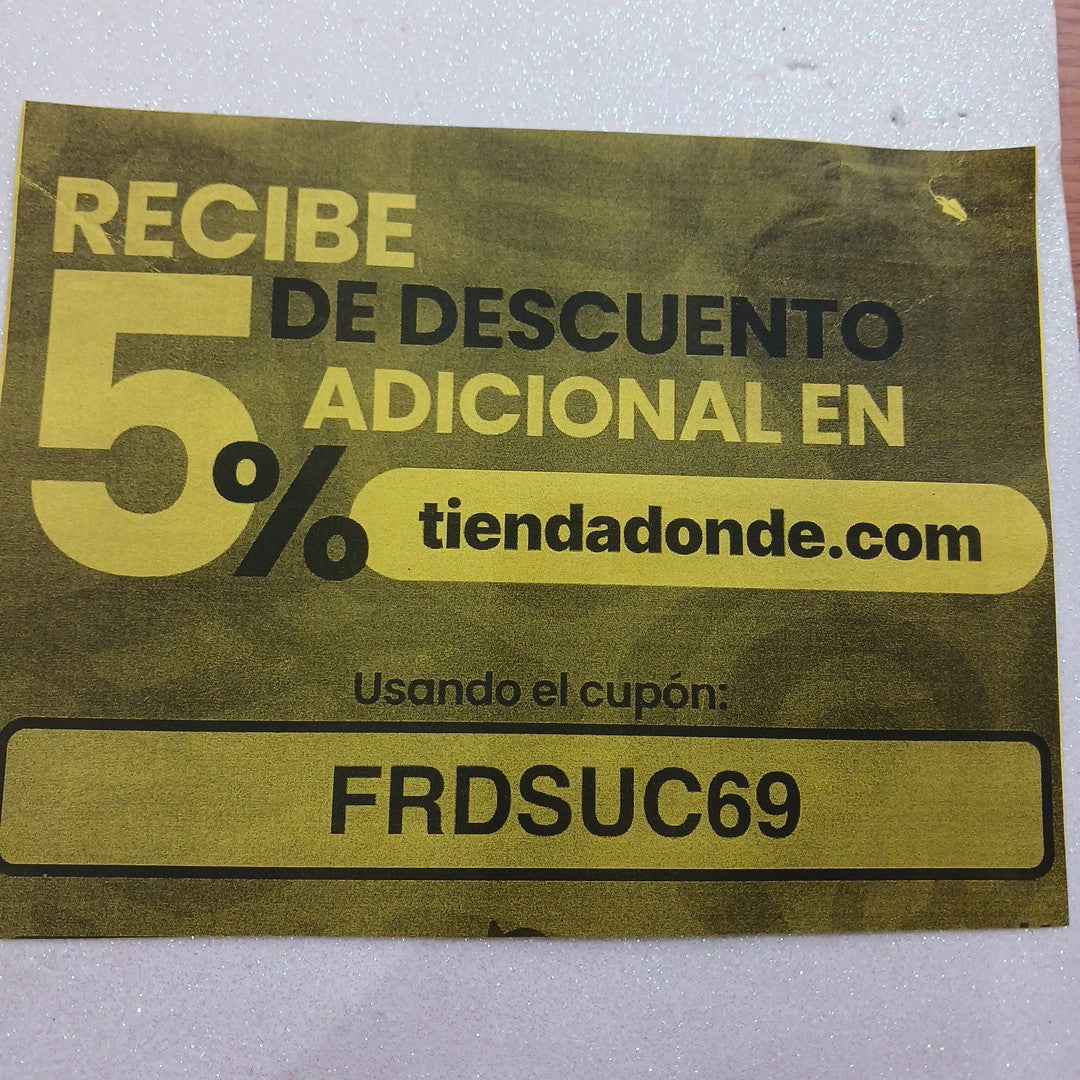 RECIBE
5% DE DESCUENTO
ADICIONAL EN
tiendadonde.com
Usando el cupón:
FRDSUC69